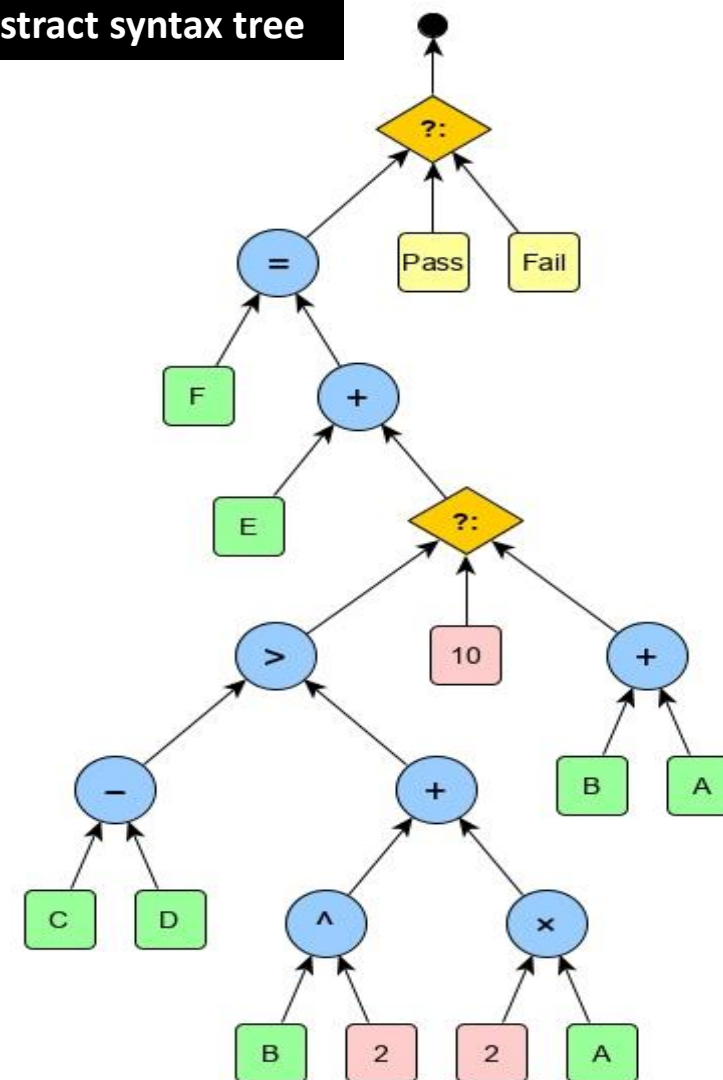 stract syntax tree
?:
= Pass Fail
F +
E ?:
> 10 +
− + B A
C D ^ ×
B 2 2 A